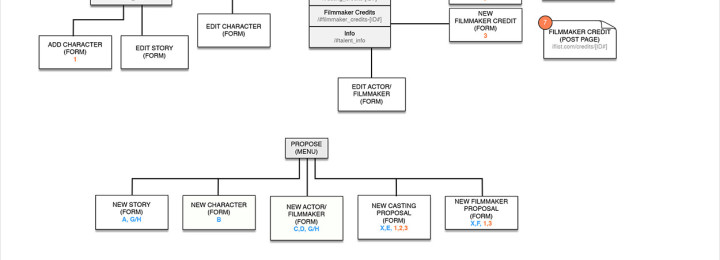 Filmmaker Credits
/#filmmaker_credits-[ID#]
Info
/#talent_info
EDIT CHARACTER
(FORM)
NEW
FILMMAKER CREDIT
(FORM)
3
7
FILMMAKER CREDIT
(POST PAGE)
iflist.com/credits/[ID#]
ADD CHARACTER
(FORM)
1
EDIT STORY
(FORM)
EDIT ACTOR/
FILMMAKER
(FORM)
PROPOSE
(MENU)
NEW STORY
(FORM)
A, G/H
NEW CHARACTER
(FORM)
B
NEW ACTOR/
FILMMAKER
(FORM)
C,D, G/H
NEW CASTING
PROPOSAL
(FORM)
X,E, 1,2,3
NEW FILMMAKER
PROPOSAL
(FORM)
X,F, 1,3